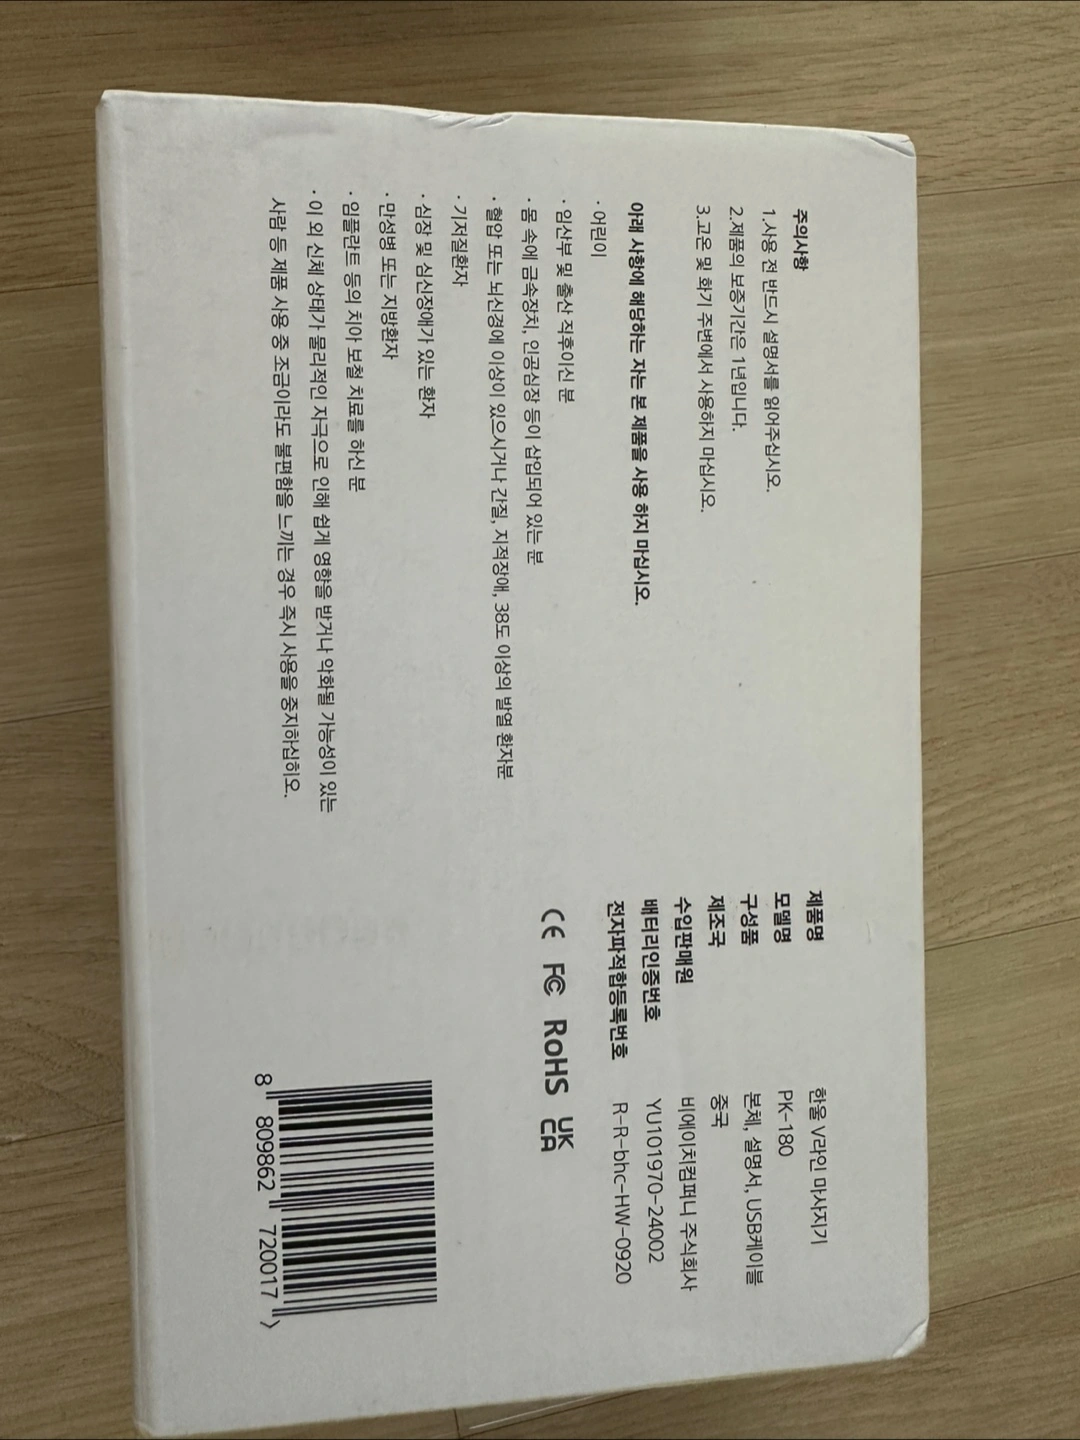 주의사항
1.사용 전 반드시 설명서를 읽어주십시오.
2.제품의 보증기간은 1년입니다.
3.고온 및 화기 주변에서 사용하지 마십시오.
아래 사항에 해당하는 자는 본 제품을 사용 하지 마십시오.
· 어린이
· 임산부 및 출산 직후이신 분
· 몸 속에 금속장치, 인공심장 등이 삽입되어 있는 분
· 혈압 또는 뇌신경에 이상이 있으시거나 간질, 지적장애, 38도 이상의 발열 환자분
· 기저질환자
· 심장 및 심신장애가 있는 환자
· 만성병 또는 지방환자
· 임플란트 등의 치아 보철 치료를 하신 분
· 이 외 신체 상태가 물리적인 자극으로 인해 쉽게 영향을 받거나 악화될 가능성이 있는
사람 등 제품 사용 중 조금이라도 불편함을 느끼는 경우 즉시 사용을 중지하십히오.
제품명 한울 V라인 마사지기
모델명 PK-180
구성품 본체, 설명서, USB케이블
제조국 중국
수입판매원 비에이치컴퍼니 주식회사
배터리인증번호 YU101970-24002
전자파적합등록번호 R-R-bhc-HW-0920
CE FC RoHS UK CA
8 809862 720017 >